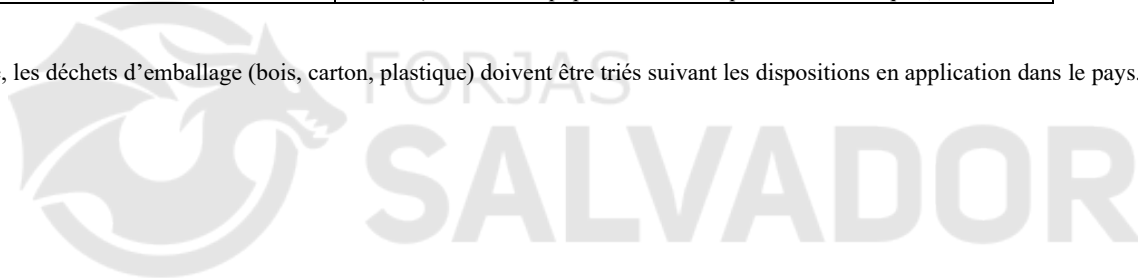 , les déchets d’emballage (bois, carton, plastique) doivent être triés suivant les dispositions en application dans le pays.
FORJAS
SALVADOR